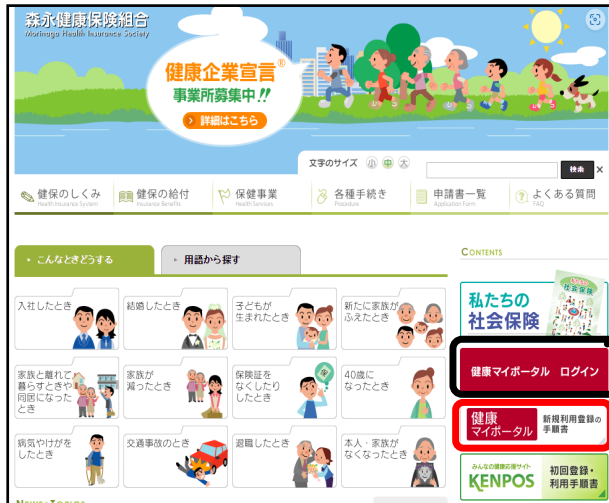 森永健康保険組合
Morinaga Health Insurance Society
健康企業宣言®
事業所募集中!!
詳細はこちら
文字のサイズ 小 中 大
検索 ×
健保のしくみ
Health Insurance System
健保の給付
Insurance Benefits
保健事業
Health Services
各種手続き
Procedure
申請書一覧
Application Form
よくある質問
FAQ
こんなときどうする
用語から探す
CONTENTS
入社したとき
結婚したとき
子どもが
生まれたとき
新たに家族が
ふえたとき
家族と離れて
暮らすときや
同居になった
とき
家族が
減ったとき
保険証を
なくしたり
したとき
40歳に
なったとき
病気やけがを
したとき
交通事故のとき
退職したとき
本人・家族が
なくなったとき
私たちの
社会保険
社会保険
健康マイポータル ログイン
健康
マイポータル
新規利用登録の
手順書
みんなの健康応援サイト
KENPOS
初回登録・
利用手順書